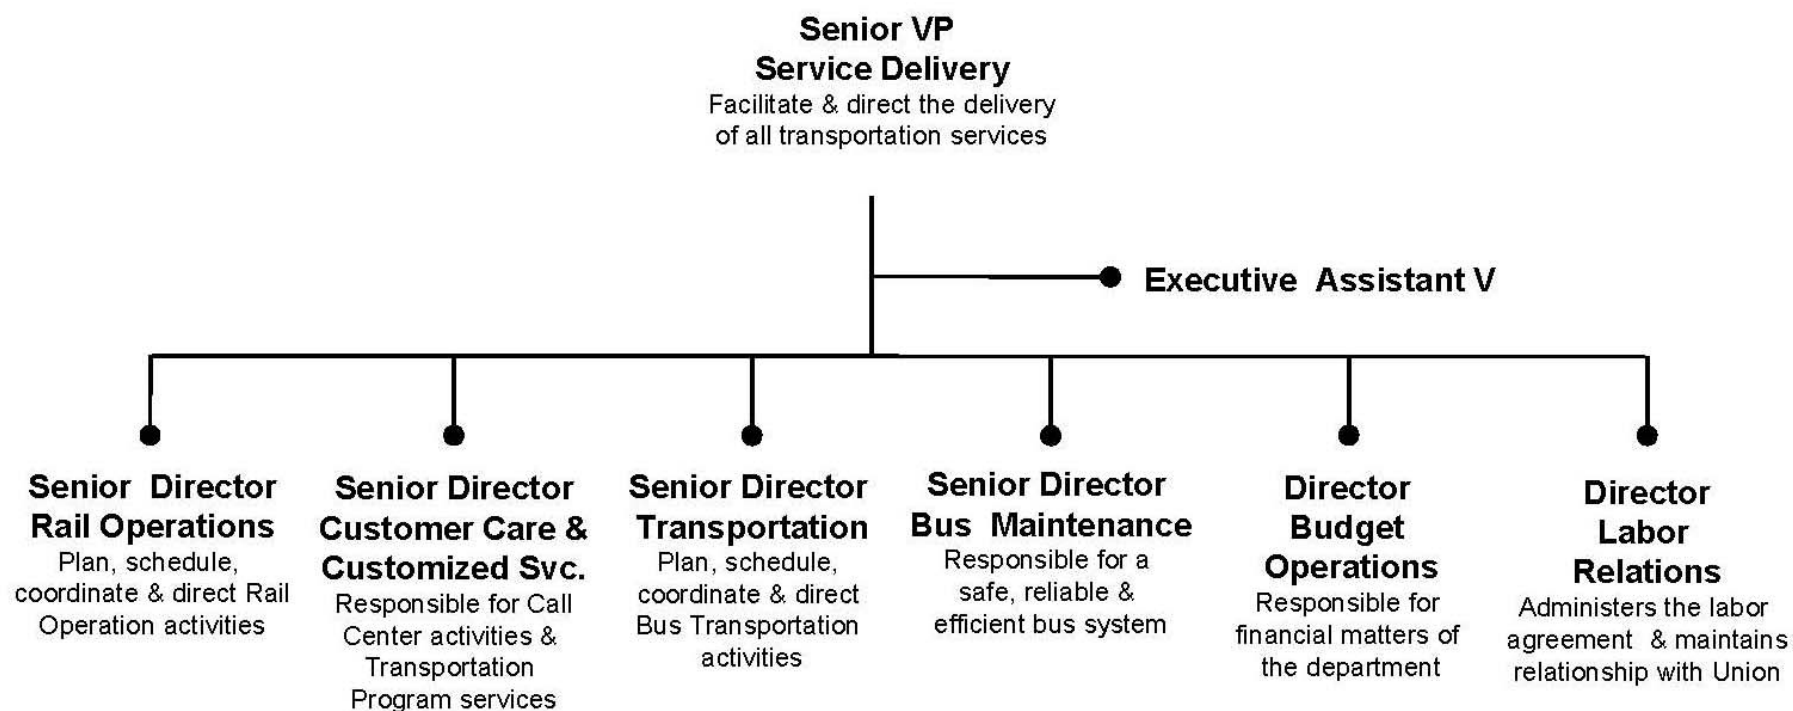 Senior VP
Service Delivery
Facilitate & direct the delivery
of all transportation services
Executive Assistant V
Senior Director
Rail Operations
Plan, schedule,
coordinate & direct Rail
Operation activities
Senior Director
Customer Care &
Customized Svc.
Responsible for Call
Center activities &
Transportation
Program services
Senior Director
Transportation
Plan, schedule,
coordinate & direct
Bus Transportation
activities
Senior Director
Bus Maintenance
Responsible for a
safe, reliable &
efficient bus system
Director
Budget
Operations
Responsible for
financial matters of
the department
Director
Labor
Relations
Administers the labor
agreement & maintains
relationship with Union